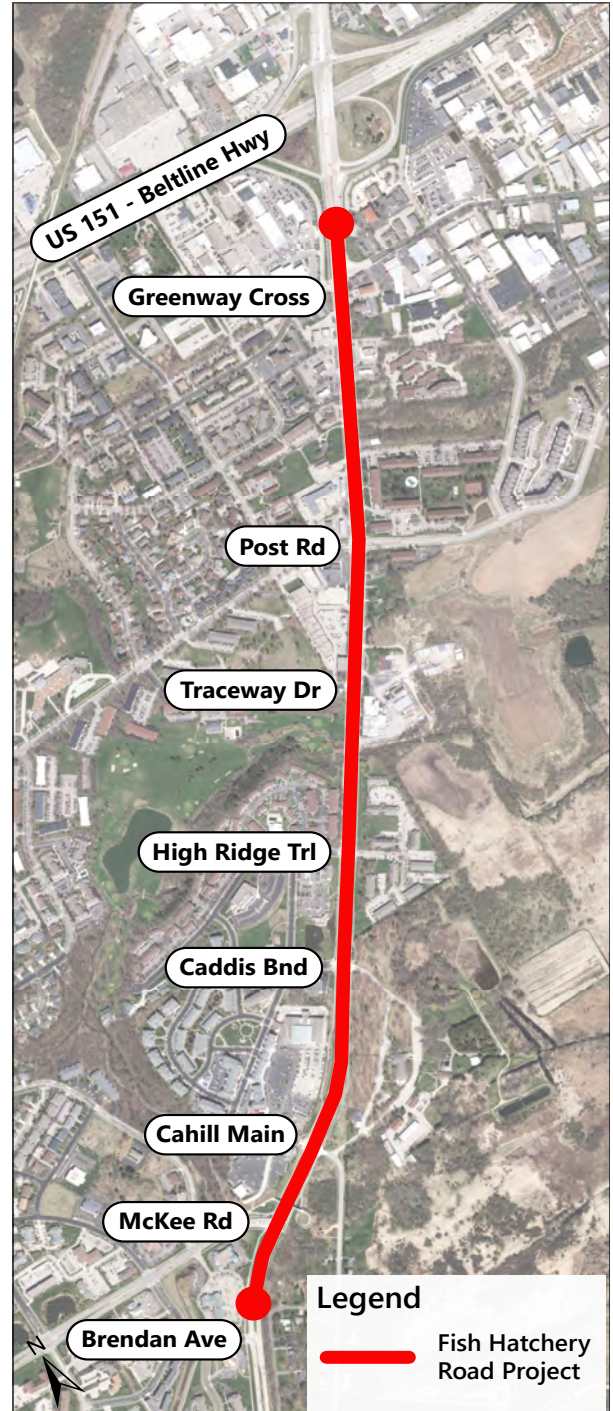 US 151 - Beltline Hwy
Greenway Cross
Post Rd
Traceway Dr
High Ridge Trl
Caddis Bnd
Cahill Main
McKee Rd
Brendan Ave
N
Legend
Fish Hatchery
Road Project